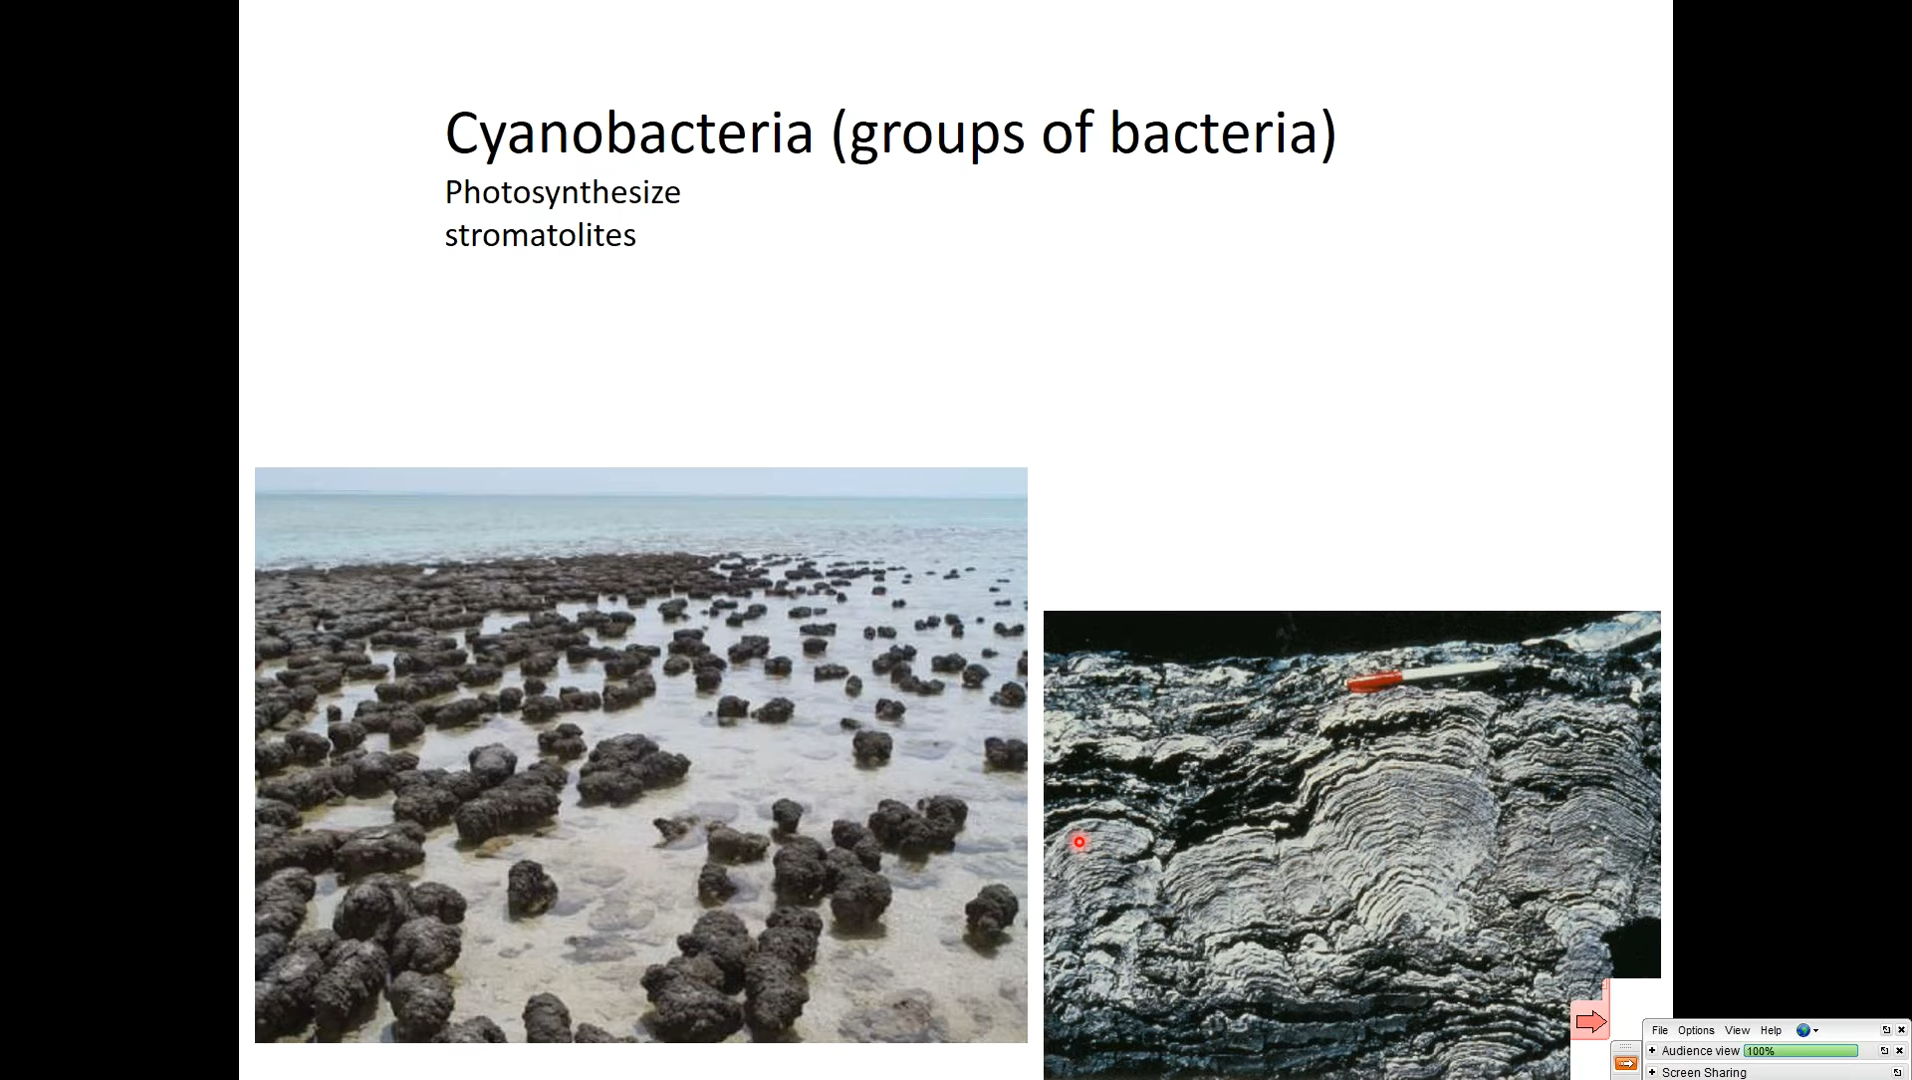 Cyanobacteria (groups of bacteria)
Photosynthesize
stromatolites
File Options View Help
Audience view 100%
Screen Sharing